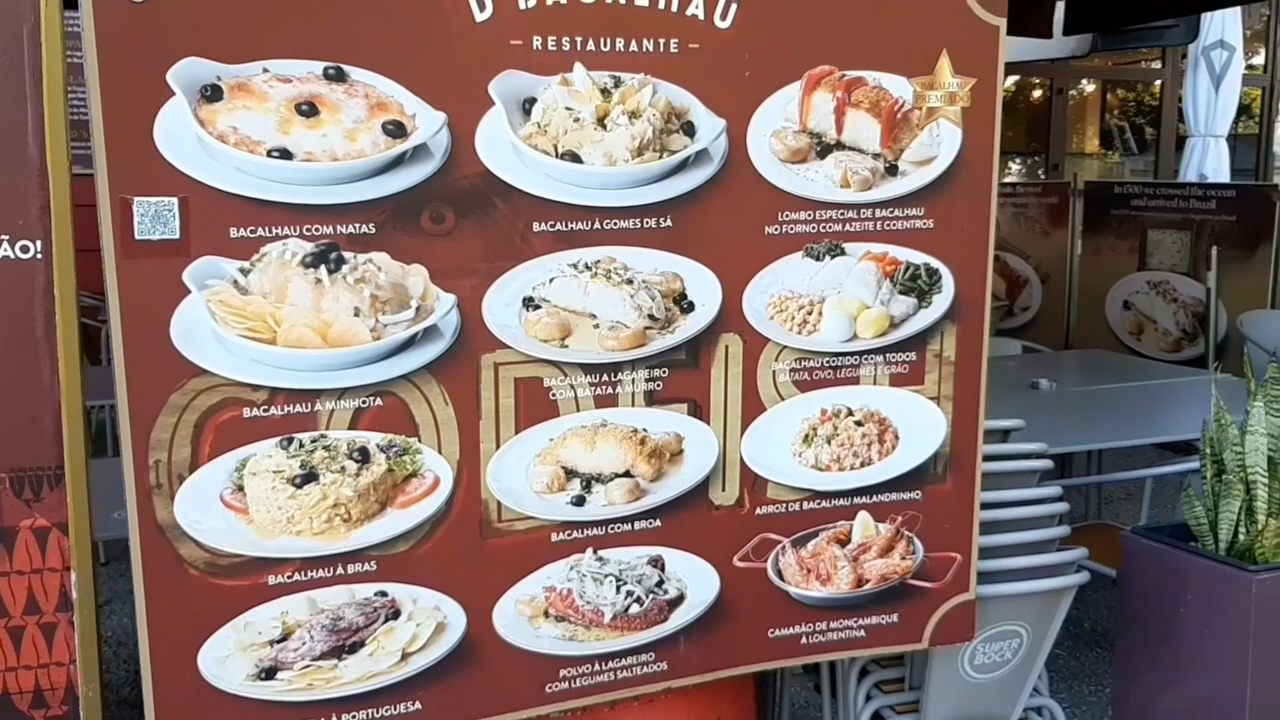 D'BACALHAU
RESTAURANTE
BACALHAU
PREMIADO
BACALHAU COM NATAS
BACALHAU À GOMES DE SÁ
LOMBO ESPECIAL DE BACALHAU
NO FORNO COM AZEITE E COENTROS
BACALHAU À MINHOTA
BACALHAU A LAGAREIRO
COM BATATA À MURRO
BACALHAU COZIDO COM TODOS
BATATA, OVO, LEGUMES E GRÃO
BACALHAU À BRAS
BACALHAU COM BROA
ARROZ DE BACALHAU MALANDRINHO
À PORTUGUESA
POLVO À LAGAREIRO
COM LEGUMES SALTEADOS
CAMARÃO DE MONÇAMBIQUE
À LOURENTINA
ÃO!
In 1500 we crossed the ocean
and arrived to Brazil
SUPER
BOCK